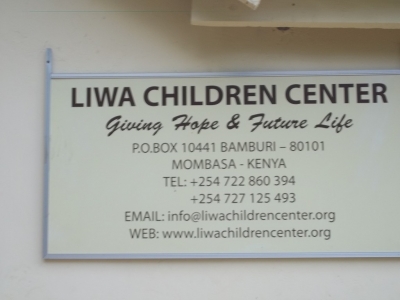 LIWA CHILDREN CENTER
Giving Hope & Future Life
P.O.BOX 10441 BAMBURI – 80101
MOMBASA - KENYA
TEL: +254 722 860 394
+254 727 125 493
EMAIL: info@liwachildrencenter.org
WEB: www.liwachildrencenter.org